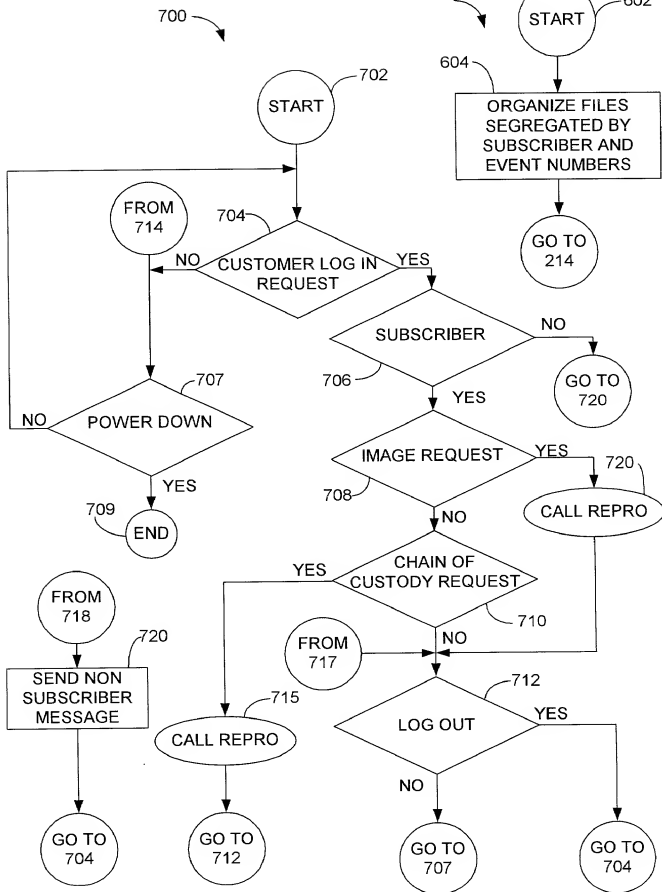 700
602
START
702
START
604
ORGANIZE FILES
SEGREGATED BY
SUBSCRIBER AND
EVENT NUMBERS
FROM
714
704
NO
CUSTOMER LOG IN
REQUEST
YES
GO TO
214
SUBSCRIBER
NO
706
YES
GO TO
720
707
NO
POWER DOWN
YES
709
END
IMAGE REQUEST
YES
708
NO
720
CALL REPRO
YES
CHAIN OF
CUSTODY REQUEST
710
NO
FROM
718
720
SEND NON
SUBSCRIBER
MESSAGE
FROM
717
715
CALL REPRO
712
LOG OUT
YES
NO
GO TO
704
GO TO
712
GO TO
707
GO TO
704